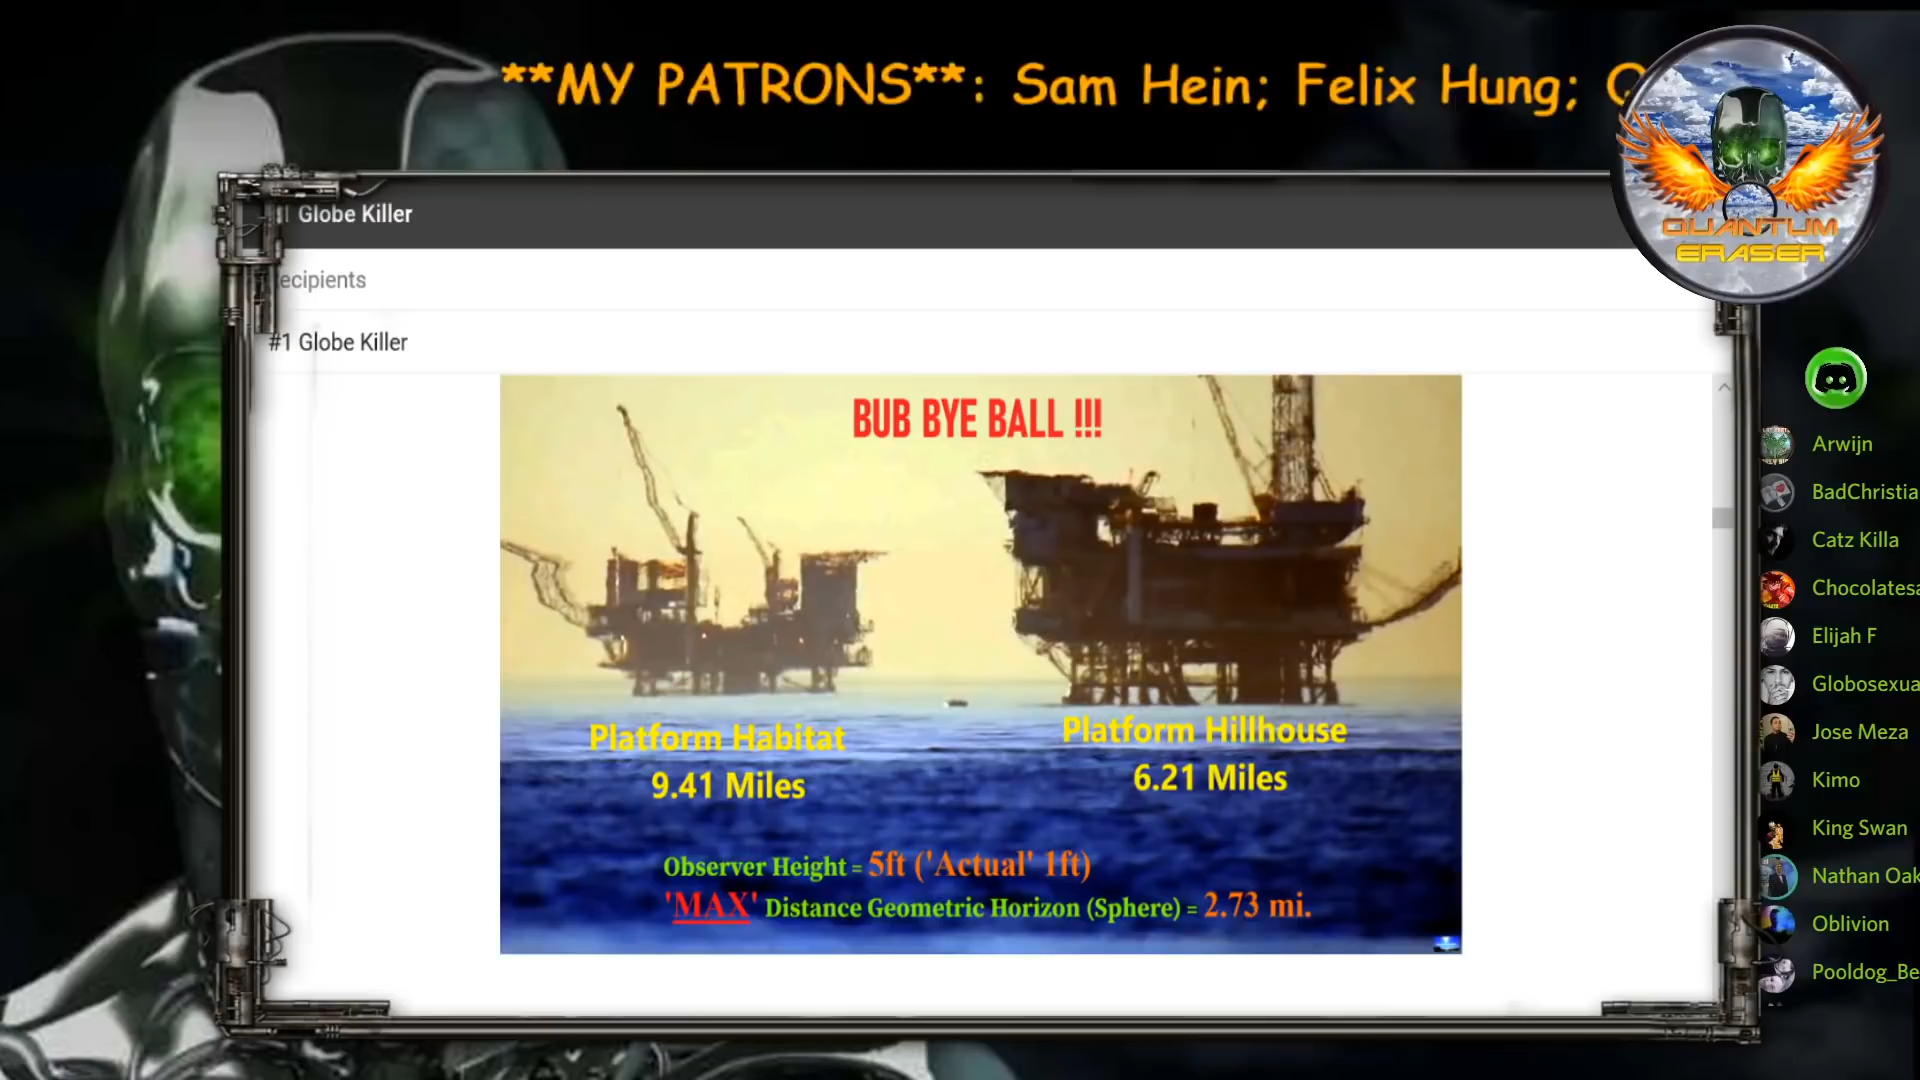 **MY PATRONS**: Sam Hein; Felix Hung;
QUANTUM
ERASER
Globe Killer
#1 Globe Killer
BUB BYE BALL !!!
Platform Habitat
9.41 Miles
Platform Hillhouse
6.21 Miles
Observer Height = 5ft ('Actual' 1ft)
'MAX' Distance Geometric Horizon (Sphere) = 2.73 mi.
Arwijn
BadChristia
Catz Killa
Chocolatesa
Elijah F
Globosexua
Jose Meza
Kimo
King Swan
Nathan Oak
Oblivion
Pooldog_Be